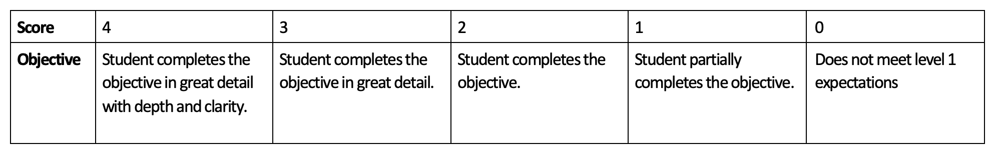 Score 4 3 2 1 0
Objective Student completes the Student completes the Student completes the Student partially Does not meet level 1
objective in great detail objective in great detail. objective. completes the objective. expectations
with depth and clarity.